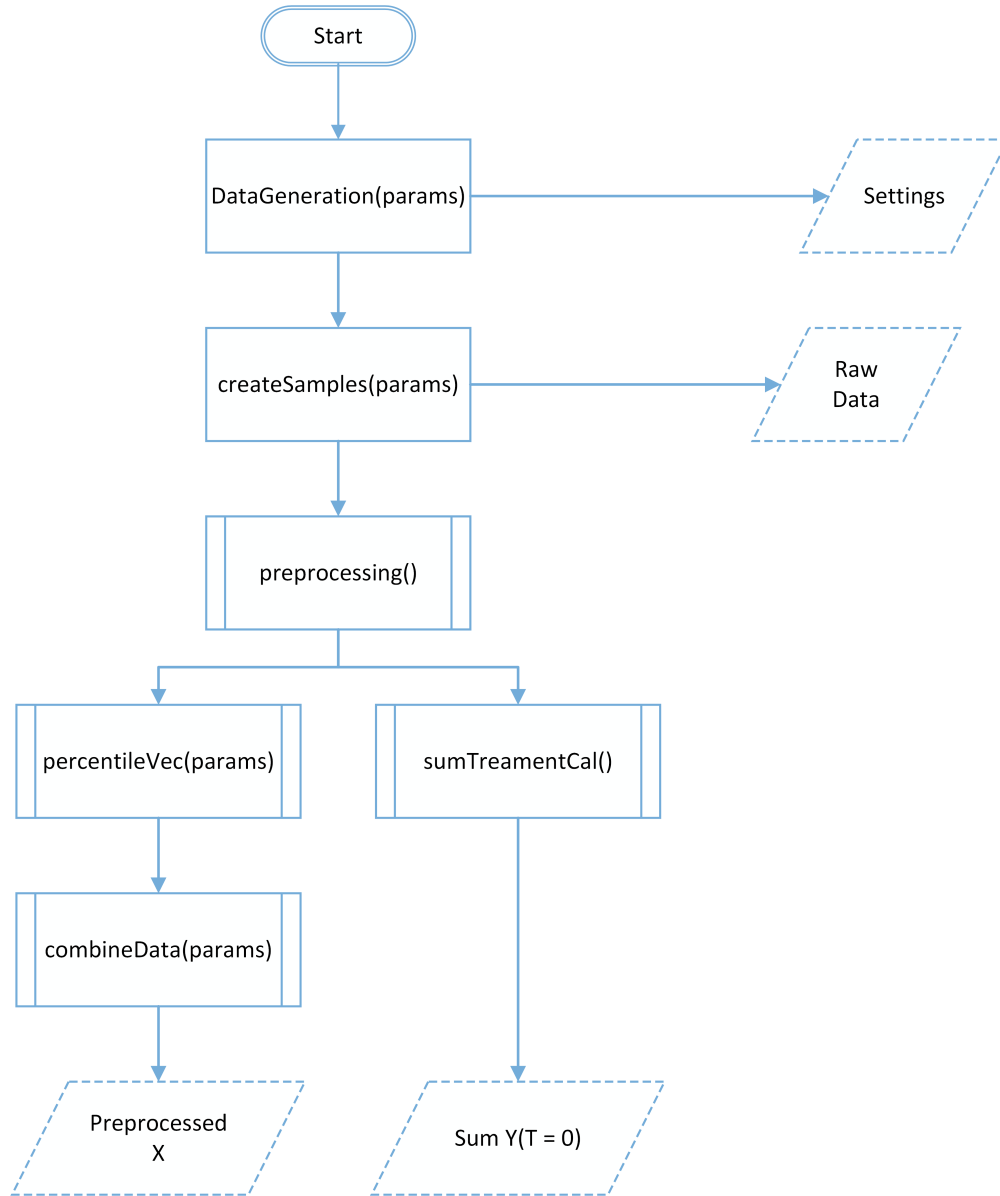 Start
DataGeneration(params)
Settings
createSamples(params)
Raw
Data
preprocessing()
percentileVec(params)
sumTreamentCal()
combineData(params)
Preprocessed
X
Sum Y(T = 0)